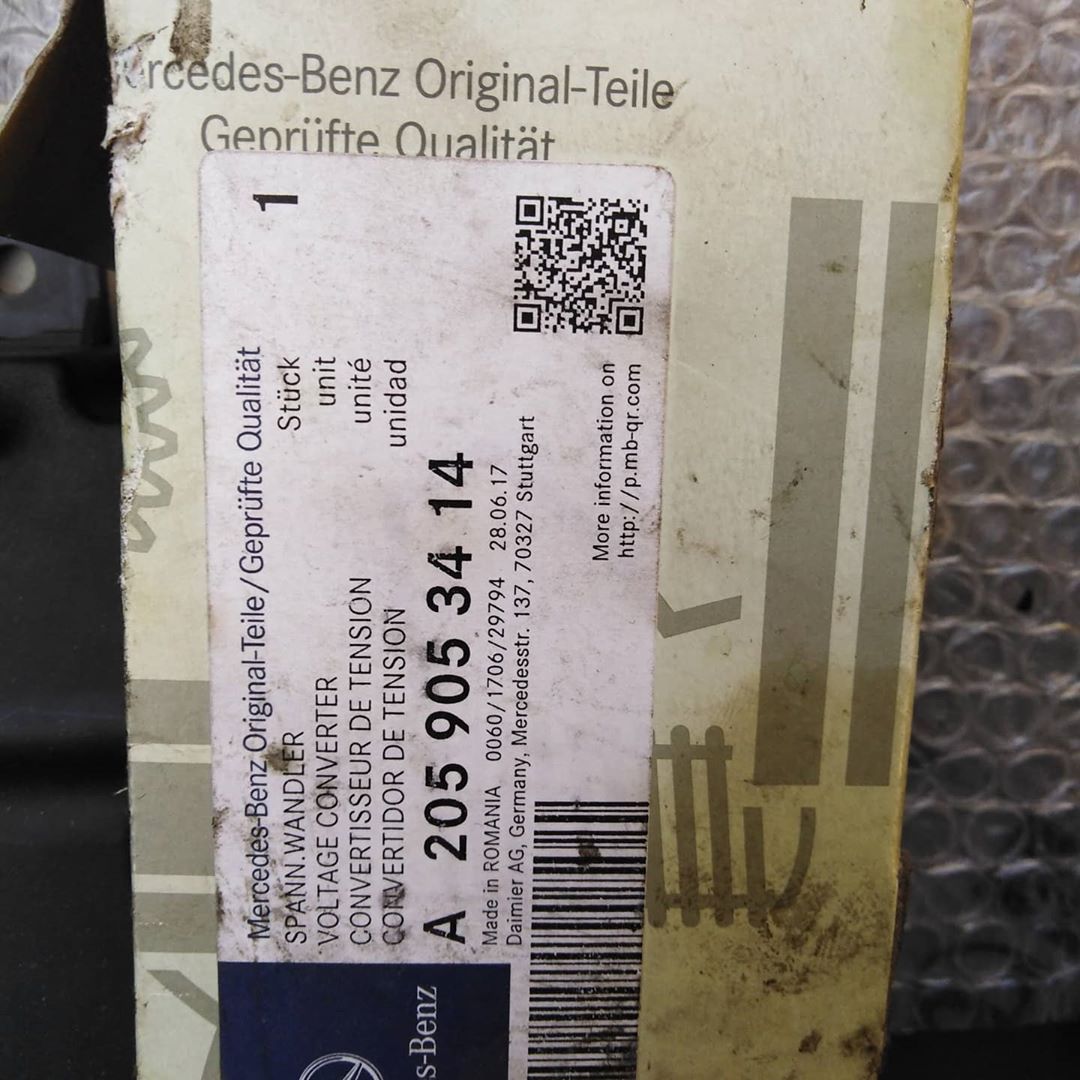 Mercedes-Benz Original-Teile
Geprüfte Qualität
Mercedes-Benz Original-Teile/Geprüfte Qualität
1
SPANN.WANDLER
Stück
VOLTAGE CONVERTER
unit
CONVERTISSEUR DE TENSION
unité
CONVERTIDOR DE TENSION
unidad
A 205 905 34 14
Made in ROMANIA 0060/1706/29794 28.06.17
Daimler AG, Germany, Mercedesstr. 137, 70327 Stuttgart
More information on
http://p.mb-qr.com
s-Benz